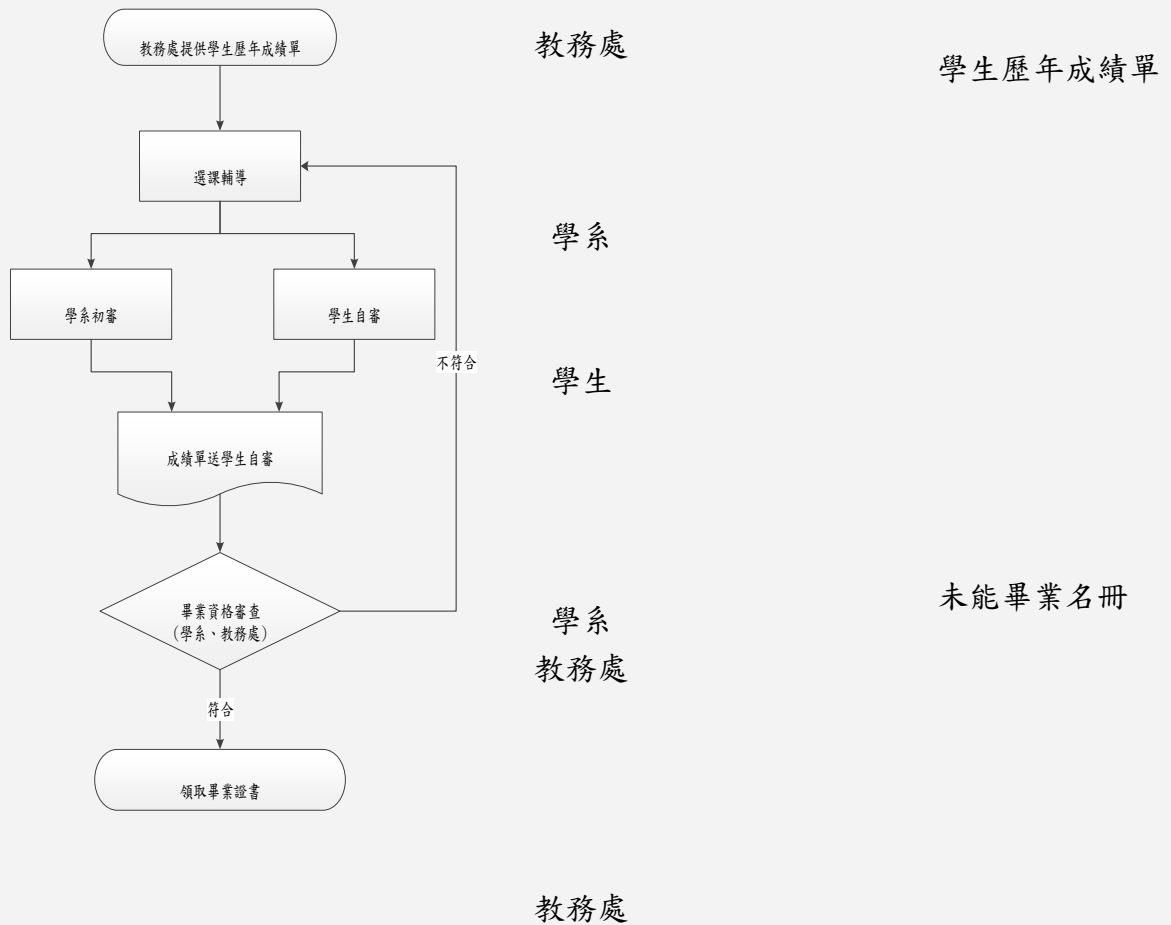 教務處提供學生歷年成績單
教務處
學生歷年成績單
選課輔導
學系
學系初審
學生自審
不符合
學生
成績單送學生自審
畢業資格審查
(學系、教務處)
學系
教務處
未能畢業名冊
符合
領取畢業證書
教務處